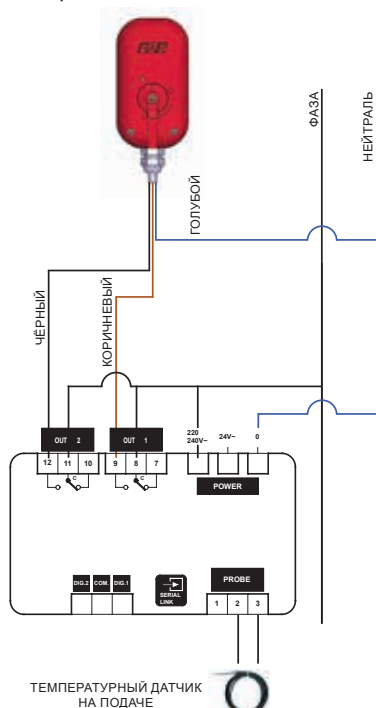 ФАЗА
НЕЙТРАЛЬ
ГОЛУБОЙ
ЧЁРНЫЙ
КОРИЧНЕВЫЙ
OUT 2
OUT 1
220
240V~
24V~
0
12 11 10
9 8 7
C
C
POWER
DIG.2 COM. DIG.1
SERIAL
LINK
PROBE
1 2 3
ТЕМПЕРАТУРНЫЙ ДАТЧИК
НА ПОДАЧЕ